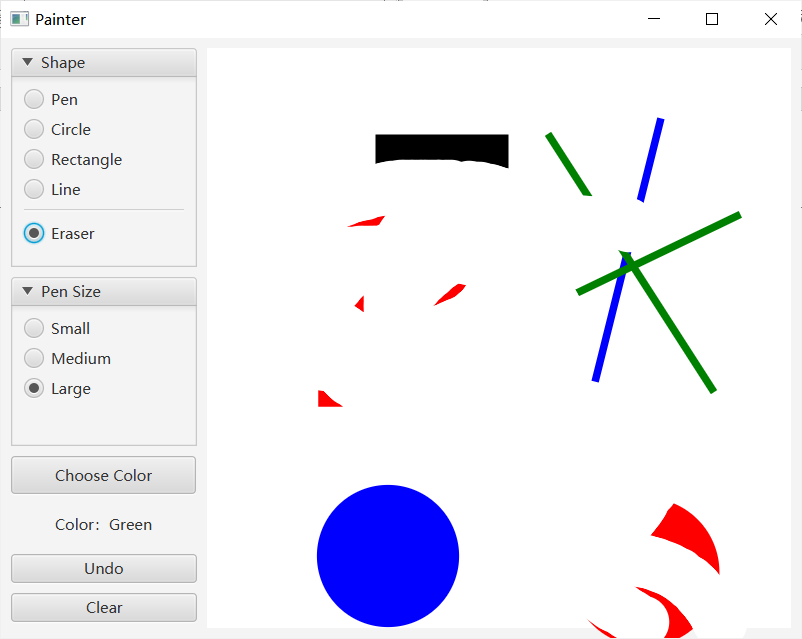 Painter
Shape
Pen
Circle
Rectangle
Line
Eraser
Pen Size
Small
Medium
Large
Choose Color
Color：Green
Undo
Clear